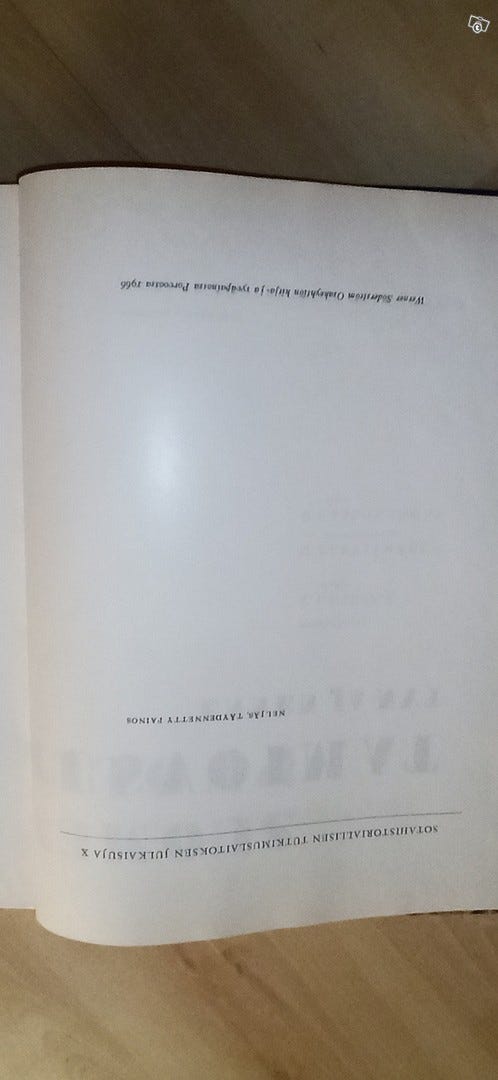 SOTAHISTORIALLISEN TUTKIMUSLAITOKSEN JULKAISUJA X
NELJÄS, TÄYDENNETTY PAINOS
Werner Söderström Osakeyhtiön kirja- ja syväpainossa Porvoossa 1966